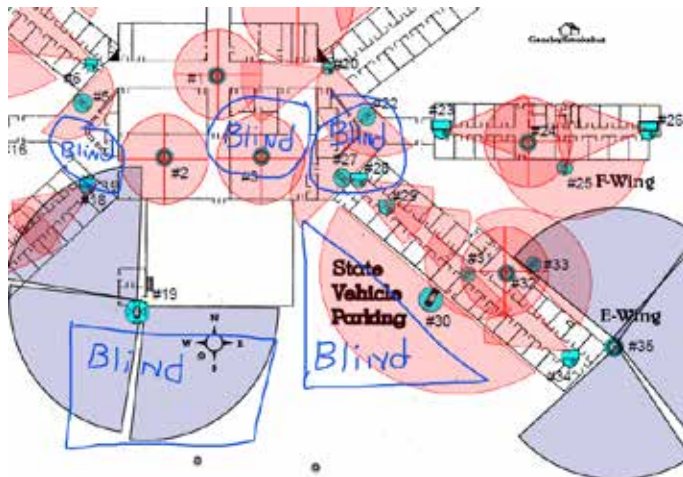 #20
#6
#1
#5
#22
#23
#24
#26
Blind
Blind
Blind
#2
#3
#27
#28
#25
F-Wing
#18
#29
#19
State
Vehicle
Parking
#31
#32
#33
#30
E-Wing
N
W
E
Blind
Blind
#34
#35